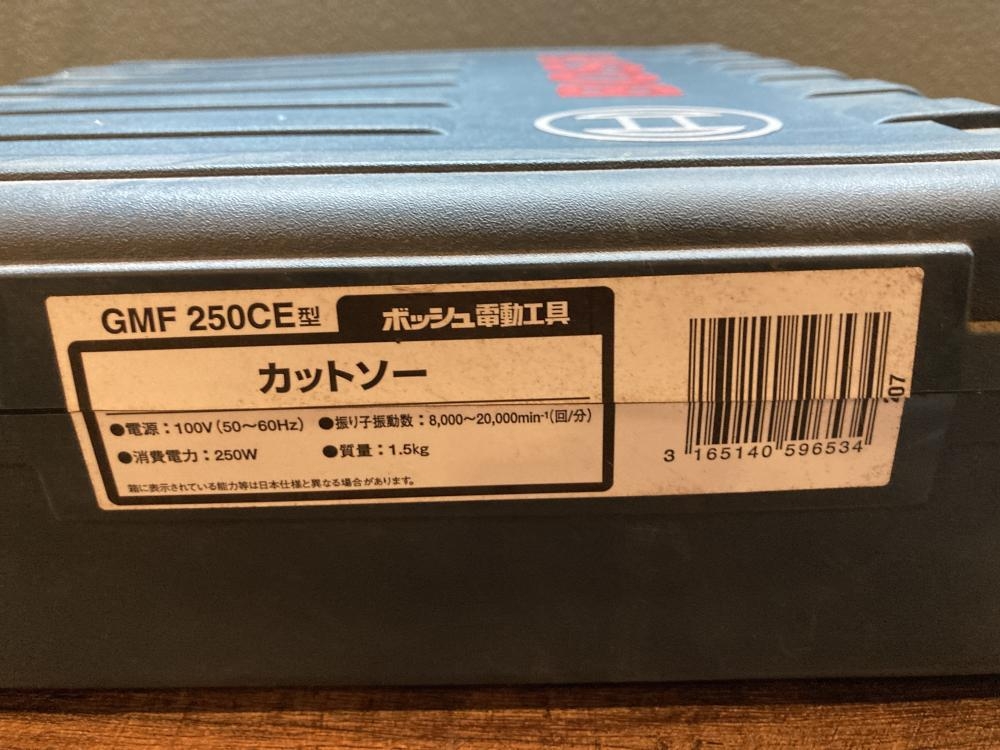 BOSCH
GMF 250CE型
ボッシュ電動工具
カットソー
●電源：100V（50～60Hz） ●振り子振動数：8,000～20,000min-¹（回/分）
●消費電力：250W ●質量：1.5kg
箱に表示されている能力等は日本仕様と異なる場合があります。
3 165140 596534